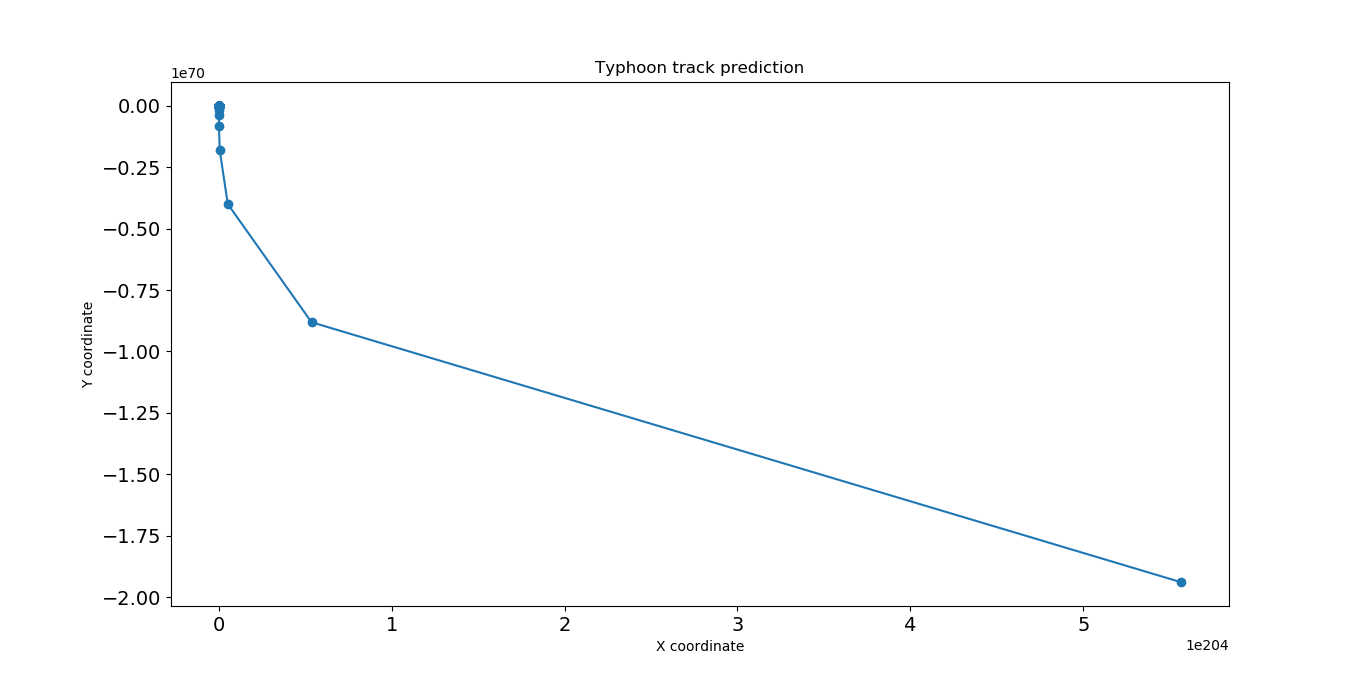 Typhoon track prediction
1e70
0.00
−0.25
−0.50
−0.75
−1.00
−1.25
−1.50
−1.75
−2.00
Y coordinate
0 1 2 3 4 5
X coordinate
1e204